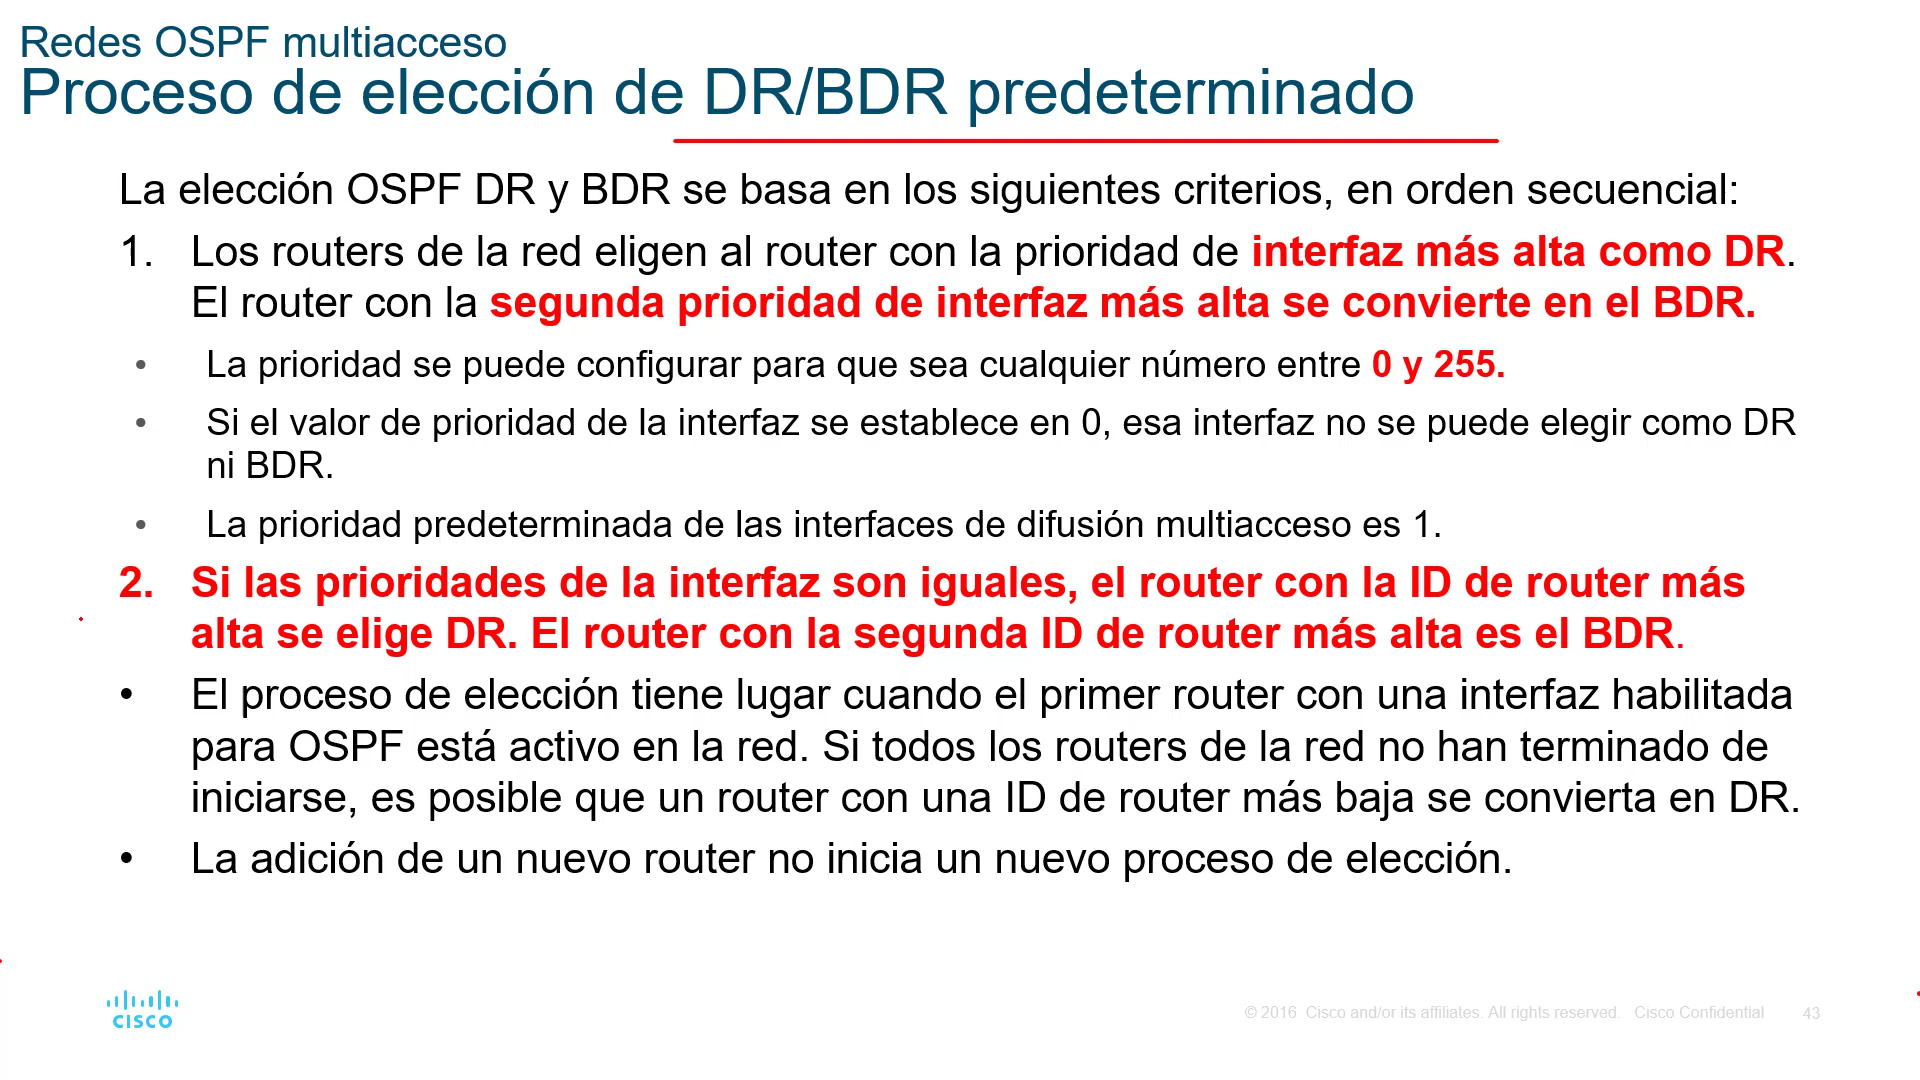 Redes OSPF multiacceso
Proceso de elección de DR/BDR predeterminado
La elección OSPF DR y BDR se basa en los siguientes criterios, en orden secuencial:
1. Los routers de la red eligen al router con la prioridad de interfaz más alta como DR.
El router con la segunda prioridad de interfaz más alta se convierte en el BDR.
• La prioridad se puede configurar para que sea cualquier número entre 0 y 255.
• Si el valor de prioridad de la interfaz se establece en 0, esa interfaz no se puede elegir como DR
ni BDR.
• La prioridad predeterminada de las interfaces de difusión multiacceso es 1.
2. Si las prioridades de la interfaz son iguales, el router con la ID de router más
alta se elige DR. El router con la segunda ID de router más alta es el BDR.
• El proceso de elección tiene lugar cuando el primer router con una interfaz habilitada
para OSPF está activo en la red. Si todos los routers de la red no han terminado de
iniciarse, es posible que un router con una ID de router más baja se convierta en DR.
• La adición de un nuevo router no inicia un nuevo proceso de elección.
CISCO
© 2016 Cisco and/or its affiliates. All rights reserved. Cisco Confidential 43